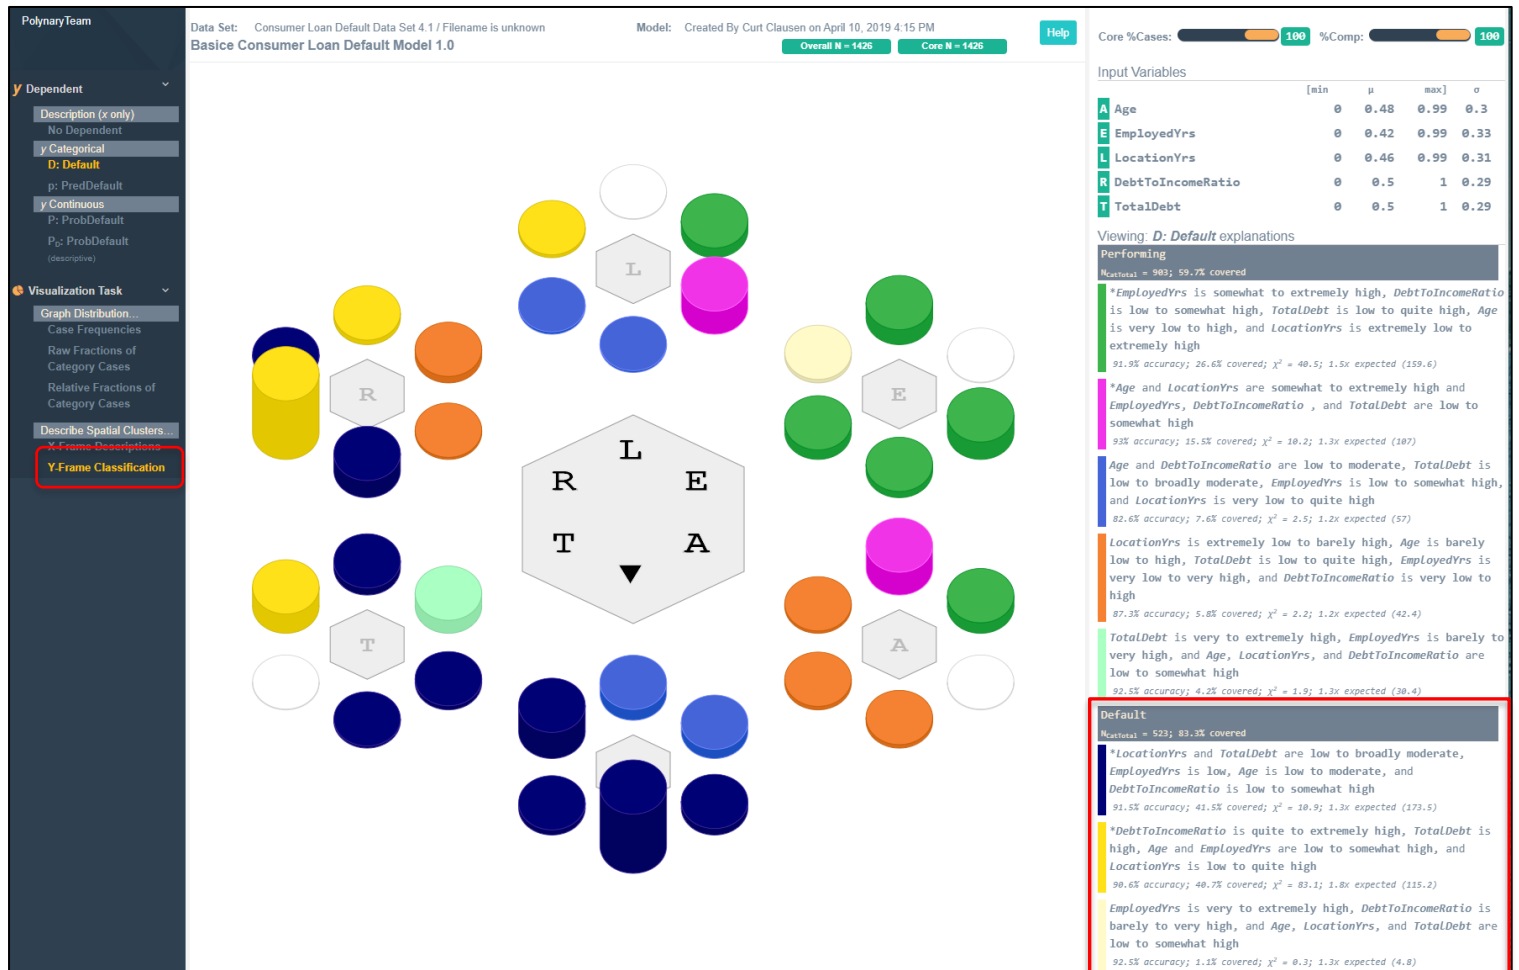 PolynaryTeam
y Dependent
Description (x only)
No Dependent
y Categorical
D: Default
p: PredDefault
y Continuous
P: ProbDefault
P_D: ProbDefault
(descriptive)
Visualization Task
Graph Distribution...
Case Frequencies
Raw Fractions of
Category Cases
Relative Fractions of
Category Cases
Describe Spatial Clusters...
X-Frame Descriptions
Y-Frame Classification
Data Set: Consumer Loan Default Data Set 4.1 / Filename is unknown
Model: Created By Curt Clausen on April 10, 2019 4:15 PM
Basice Consumer Loan Default Model 1.0
Overall N = 1426
Core N = 1426
Help
L
R
E
L
R
E
T
A
T
A
Core %Cases: 100 %Comp: 100
Input Variables
[min μ max] σ
A Age 0 0.48 0.99 0.3
E EmployedYrs 0 0.42 0.99 0.33
L LocationYrs 0 0.46 0.99 0.31
R DebtToIncomeRatio 0 0.5 1 0.29
T TotalDebt 0 0.5 1 0.29
Viewing: D: Default explanations
Performing
N_CatTotal = 903; 59.7% covered
*EmployedYrs is somewhat to extremely high, DebtToIncomeRatio
is low to somewhat high, TotalDebt is low to quite high, Age
is very low to high, and LocationYrs is extremely low to
extremely high
91.9% accuracy; 26.6% covered; χ² = 40.5; 1.5x expected (159.6)
*Age and LocationYrs are somewhat to extremely high and
EmployedYrs, DebtToIncomeRatio , and TotalDebt are low to
somewhat high
93% accuracy; 15.5% covered; χ² = 10.2; 1.3x expected (107)
Age and DebtToIncomeRatio are low to moderate, TotalDebt is
low to broadly moderate, EmployedYrs is low to somewhat high,
and LocationYrs is very low to quite high
82.6% accuracy; 7.6% covered; χ² = 2.5; 1.2x expected (57)
LocationYrs is extremely low to barely high, Age is barely
low to high, TotalDebt is low to quite high, EmployedYrs is
very low to very high, and DebtToIncomeRatio is very low to
high
87.3% accuracy; 5.8% covered; χ² = 2.2; 1.2x expected (42.4)
TotalDebt is very to extremely high, EmployedYrs is barely to
very high, and Age, LocationYrs, and DebtToIncomeRatio are
low to somewhat high
92.5% accuracy; 4.2% covered; χ² = 1.9; 1.3x expected (30.4)
Default
N_CatTotal = 523; 83.3% covered
*LocationYrs and TotalDebt are low to broadly moderate,
EmployedYrs is low, Age is low to moderate, and
DebtToIncomeRatio is low to somewhat high
91.5% accuracy; 41.5% covered; χ² = 10.9; 1.3x expected (173.5)
*DebtToIncomeRatio is quite to extremely high, TotalDebt is
high, Age and EmployedYrs are low to somewhat high, and
LocationYrs is low to quite high
90.6% accuracy; 40.7% covered; χ² = 83.1; 1.8x expected (115.2)
EmployedYrs is very to extremely high, DebtToIncomeRatio is
barely to very high, and Age, LocationYrs, and TotalDebt are
low to somewhat high
92.5% accuracy; 1.1% covered; χ² = 0.3; 1.3x expected (4.8)